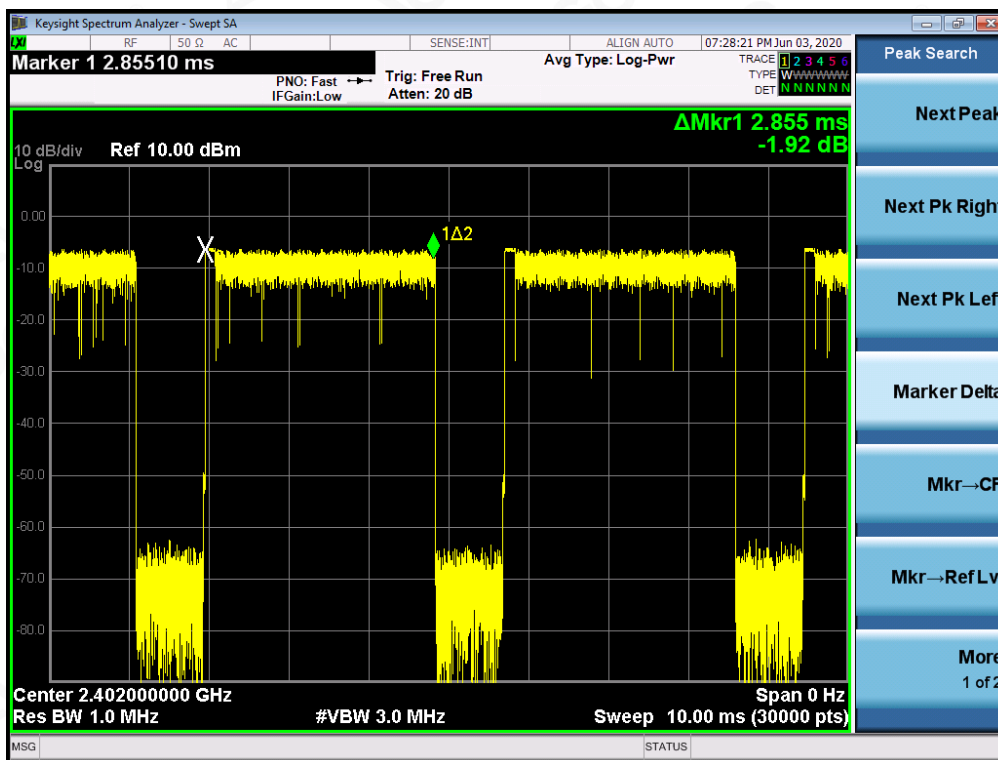 Keysight Spectrum Analyzer - Swept SA
LXI RF 50 Ω AC SENSE:INT ALIGN AUTO 07:28:21 PM Jun 03, 2020
Marker 1 2.85510 ms
PNO: Fast
IFGain:Low
Trig: Free Run
Atten: 20 dB
Avg Type: Log-Pwr
TRACE 1 2 3 4 5 6
TYPE W
DET N N N N N N
ΔMkr1 2.855 ms
-1.92 dB
10 dB/div Ref 10.00 dBm
Log
0.00
-10.0
-20.0
-30.0
-40.0
-50.0
-60.0
-70.0
-80.0
1Δ2
Center 2.402000000 GHz Span 0 Hz
Res BW 1.0 MHz #VBW 3.0 MHz Sweep 10.00 ms (30000 pts)
MSG STATUS
Peak Search
Next Peak
Next Pk Righ
Next Pk Lef
Marker Delta
Mkr→CF
Mkr→Ref Lv
More
1 of 2